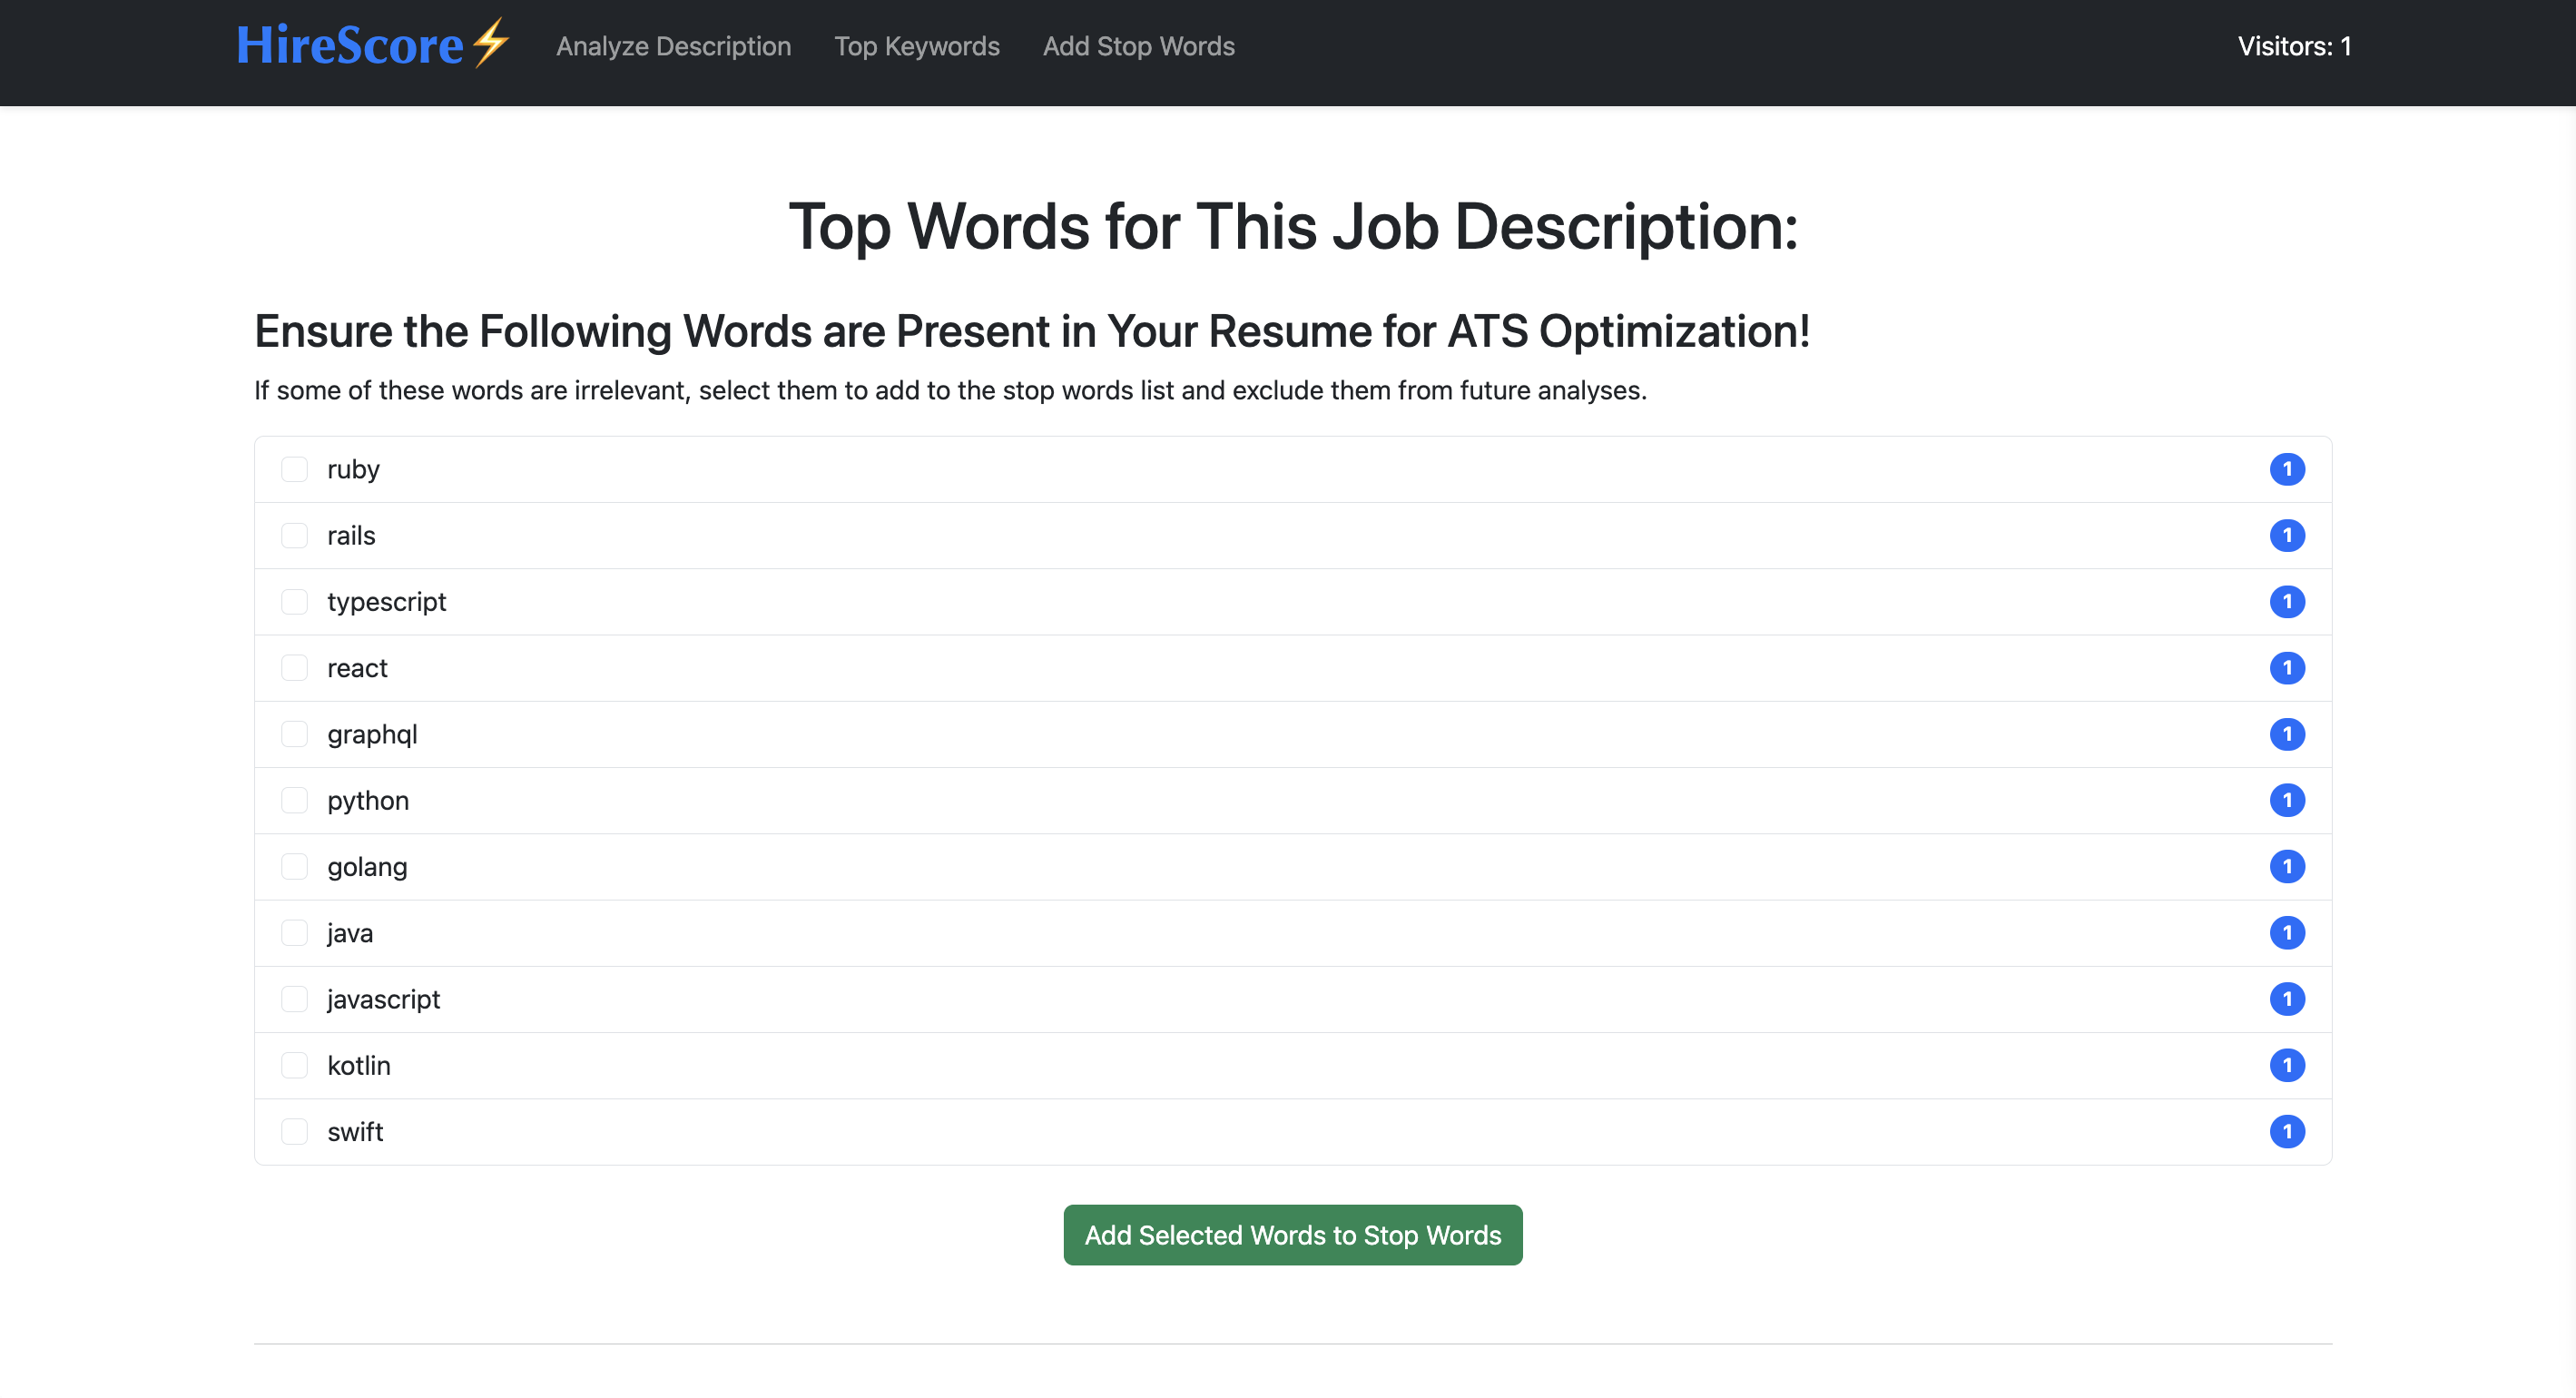 HireScore⚡ Analyze Description Top Keywords Add Stop Words Visitors: 1
Top Words for This Job Description:
Ensure the Following Words are Present in Your Resume for ATS Optimization!
If some of these words are irrelevant, select them to add to the stop words list and exclude them from future analyses.
ruby 1
rails 1
typescript 1
react 1
graphql 1
python 1
golang 1
java 1
javascript 1
kotlin 1
swift 1
Add Selected Words to Stop Words